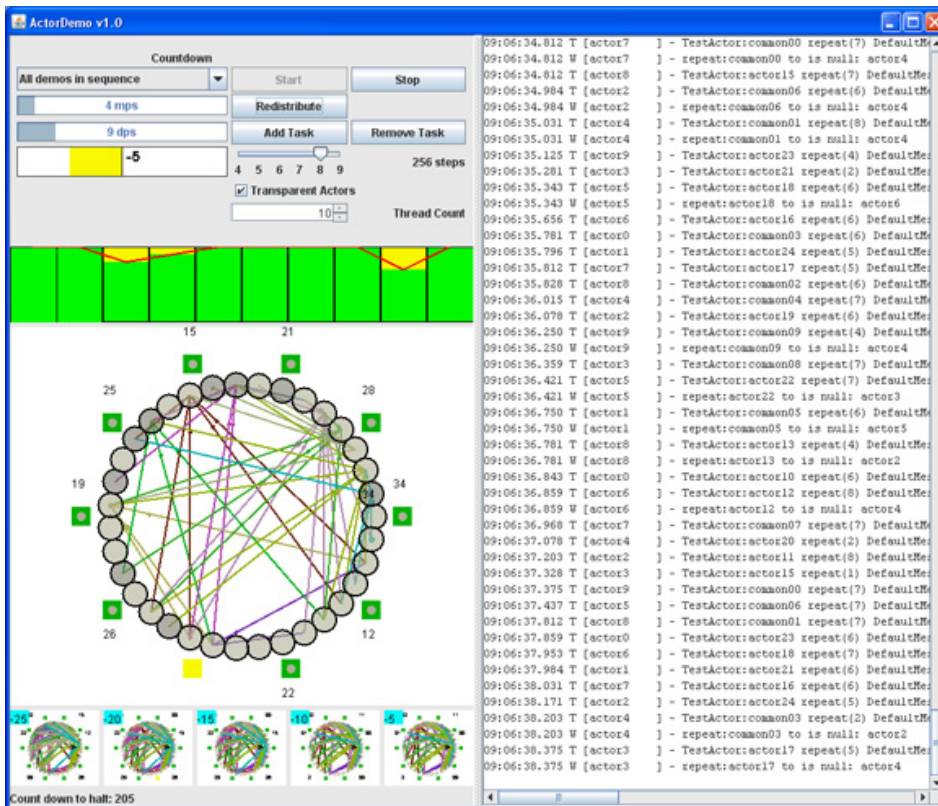 ActorDemo v1.0
Countdown
All demos in sequence
Start
Stop
4 mps
Redistribute
9 dps
Add Task
Remove Task
-5
4 5 6 7 8 9
256 steps
Transparent Actors
10
Thread Count
15
21
25
28
19
34
34
26
12
22
-25
-20
-15
-10
-5
Count down to halt: 205
09:06:34.812 T [actor7 ] - TestActor:common00 repeat(7) DefaultMe
09:06:34.812 W [actor7 ] - repeat:common00 to is null: actor4
09:06:34.812 T [actor8 ] - TestActor:actor15 repeat(7) DefaultMes
09:06:34.984 T [actor2 ] - TestActor:common06 repeat(6) DefaultMe
09:06:34.984 W [actor2 ] - repeat:common06 to is null: actor4
09:06:35.031 T [actor4 ] - TestActor:common01 repeat(8) DefaultMe
09:06:35.031 W [actor4 ] - repeat:common01 to is null: actor4
09:06:35.125 T [actor9 ] - TestActor:actor23 repeat(4) DefaultMes
09:06:35.281 T [actor3 ] - TestActor:actor21 repeat(2) DefaultMes
09:06:35.343 T [actor5 ] - TestActor:actor18 repeat(6) DefaultMes
09:06:35.343 W [actor5 ] - repeat:actor18 to is null: actor6
09:06:35.656 T [actor6 ] - TestActor:actor16 repeat(6) DefaultMes
09:06:35.781 T [actor0 ] - TestActor:common03 repeat(6) DefaultMe
09:06:35.796 T [actor1 ] - TestActor:actor24 repeat(5) DefaultMes
09:06:35.812 T [actor7 ] - TestActor:actor17 repeat(5) DefaultMes
09:06:35.828 T [actor8 ] - TestActor:common02 repeat(6) DefaultMe
09:06:36.015 T [actor4 ] - TestActor:common04 repeat(7) DefaultMe
09:06:36.078 T [actor2 ] - TestActor:actor19 repeat(6) DefaultMes
09:06:36.250 T [actor9 ] - TestActor:common09 repeat(4) DefaultMe
09:06:36.250 W [actor9 ] - repeat:common09 to is null: actor4
09:06:36.359 T [actor3 ] - TestActor:common08 repeat(7) DefaultMe
09:06:36.421 T [actor5 ] - TestActor:actor22 repeat(7) DefaultMes
09:06:36.421 W [actor5 ] - repeat:actor22 to is null: actor3
09:06:36.750 T [actor1 ] - TestActor:common05 repeat(6) DefaultMe
09:06:36.750 W [actor1 ] - repeat:common05 to is null: actor5
09:06:36.781 T [actor8 ] - TestActor:actor13 repeat(4) DefaultMes
09:06:36.781 W [actor8 ] - repeat:actor13 to is null: actor2
09:06:36.843 T [actor0 ] - TestActor:actor10 repeat(6) DefaultMes
09:06:36.859 T [actor6 ] - TestActor:actor12 repeat(8) DefaultMes
09:06:36.859 W [actor6 ] - repeat:actor12 to is null: actor4
09:06:36.968 T [actor7 ] - TestActor:common07 repeat(7) DefaultMe
09:06:37.078 T [actor4 ] - TestActor:actor20 repeat(2) DefaultMes
09:06:37.203 T [actor2 ] - TestActor:actor11 repeat(8) DefaultMes
09:06:37.328 T [actor3 ] - TestActor:actor15 repeat(1) DefaultMes
09:06:37.375 T [actor9 ] - TestActor:common00 repeat(7) DefaultMe
09:06:37.437 T [actor5 ] - TestActor:common06 repeat(7) DefaultMe
09:06:37.812 T [actor8 ] - TestActor:common01 repeat(7) DefaultMe
09:06:37.859 T [actor0 ] - TestActor:actor23 repeat(6) DefaultMes
09:06:37.953 T [actor6 ] - TestActor:actor18 repeat(7) DefaultMes
09:06:37.984 T [actor1 ] - TestActor:actor21 repeat(6) DefaultMes
09:06:38.031 T [actor7 ] - TestActor:actor16 repeat(6) DefaultMes
09:06:38.171 T [actor2 ] - TestActor:actor24 repeat(5) DefaultMes
09:06:38.203 T [actor4 ] - TestActor:common03 repeat(2) DefaultMe
09:06:38.203 W [actor4 ] - repeat:common03 to is null: actor2
09:06:38.375 T [actor3 ] - TestActor:actor17 repeat(5) DefaultMes
09:06:38.375 W [actor3 ] - repeat:actor17 to is null: actor4